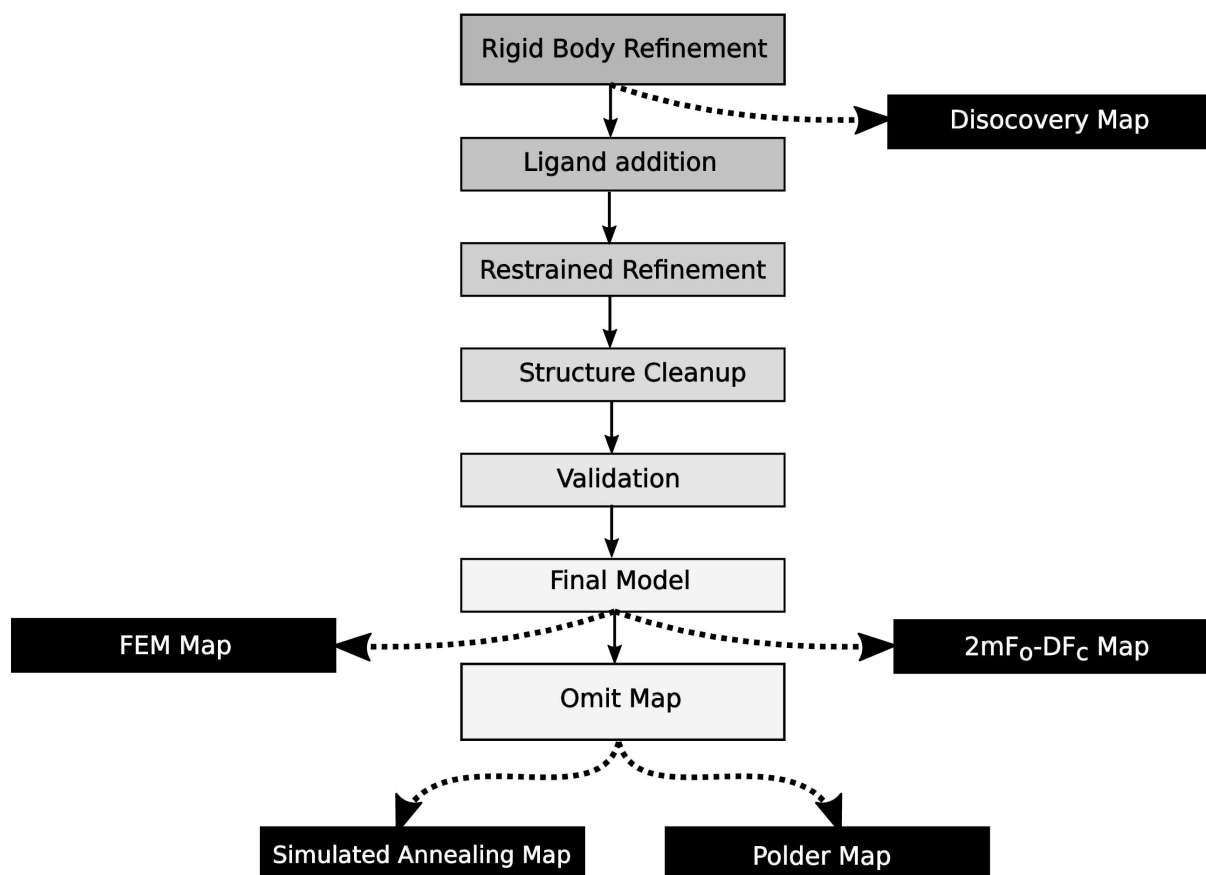 Rigid Body Refinement
Disocovery Map
Ligand addition
Restrained Refinement
Structure Cleanup
Validation
Final Model
FEM Map
2mFo-DFc Map
Omit Map
Simulated Annealing Map
Polder Map